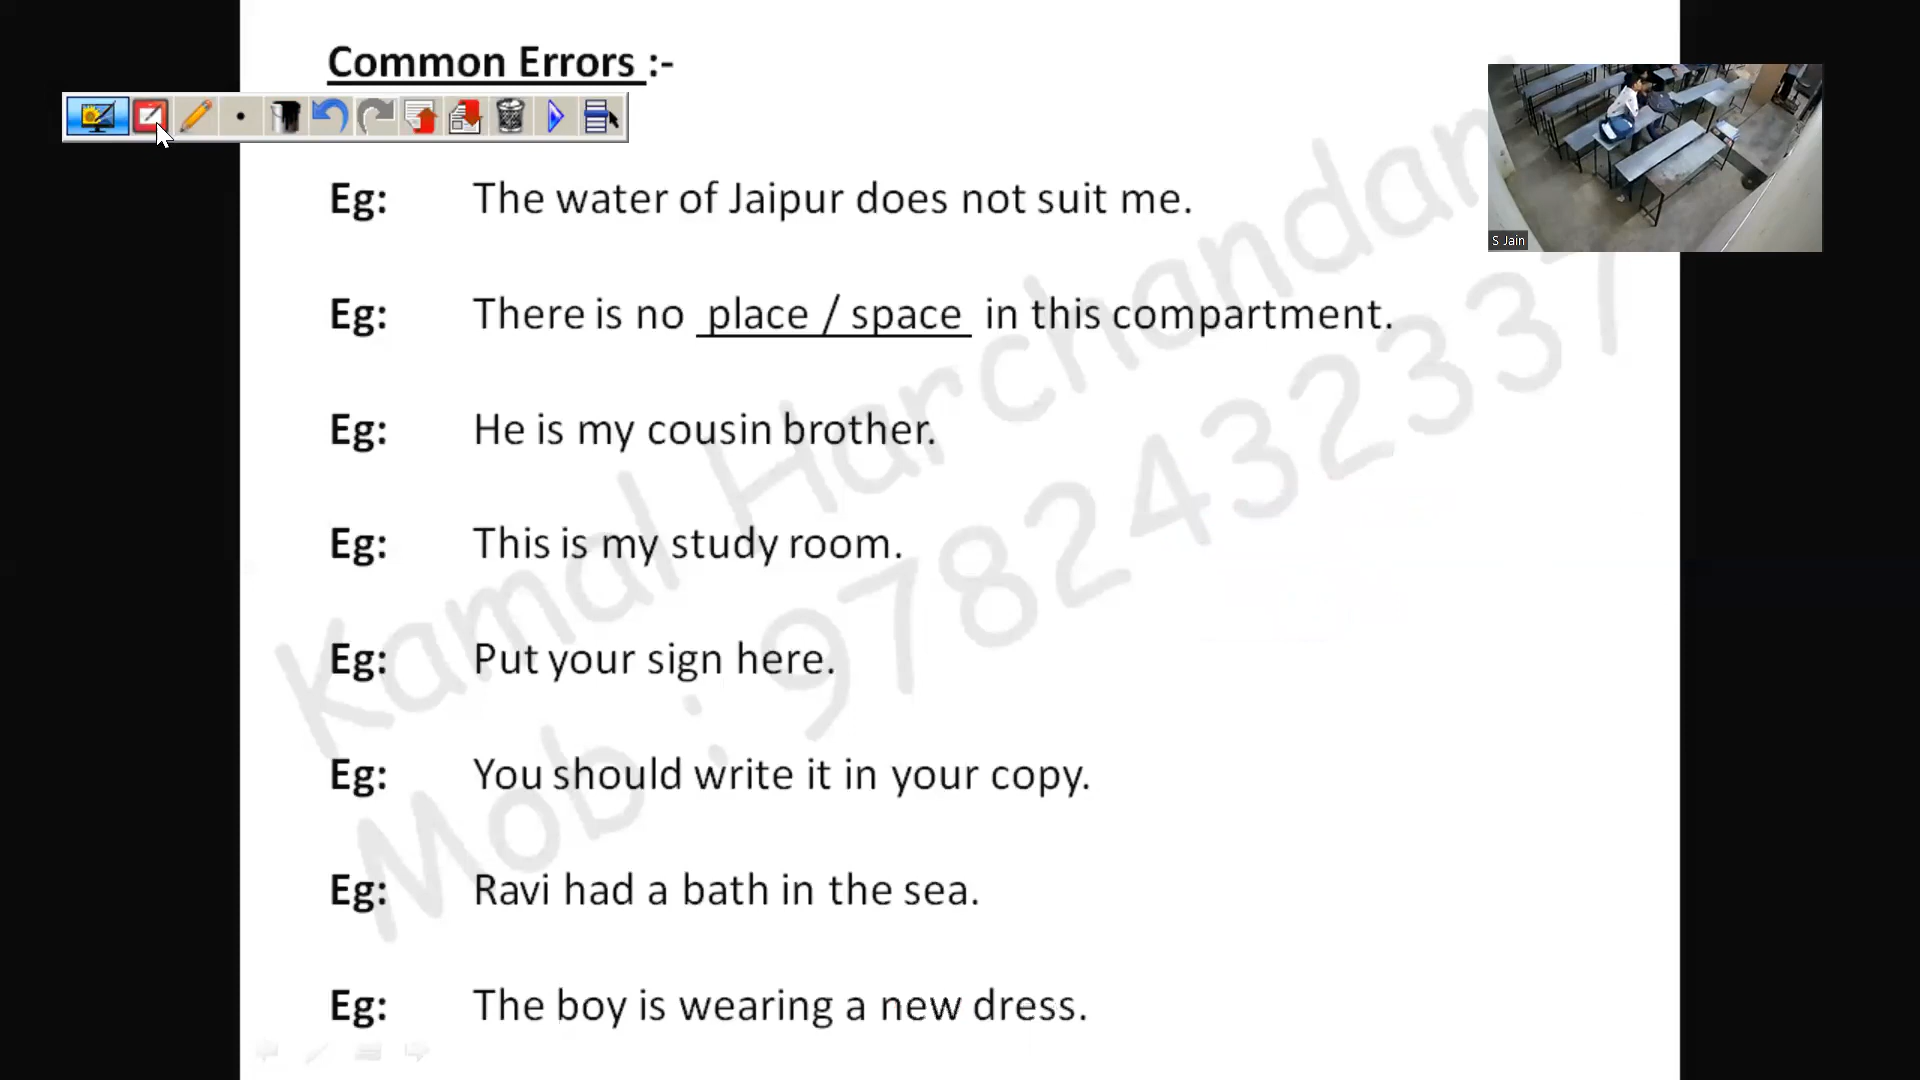 Common Errors :-
S Jain
Eg: The water of Jaipur does not suit me.
Eg: There is no place / space in this compartment.
Eg: He is my cousin brother.
Eg: This is my study room.
Eg: Put your sign here.
Eg: You should write it in your copy.
Eg: Ravi had a bath in the sea.
Eg: The boy is wearing a new dress.
Kamal Harchandani
Mob : 9782432337